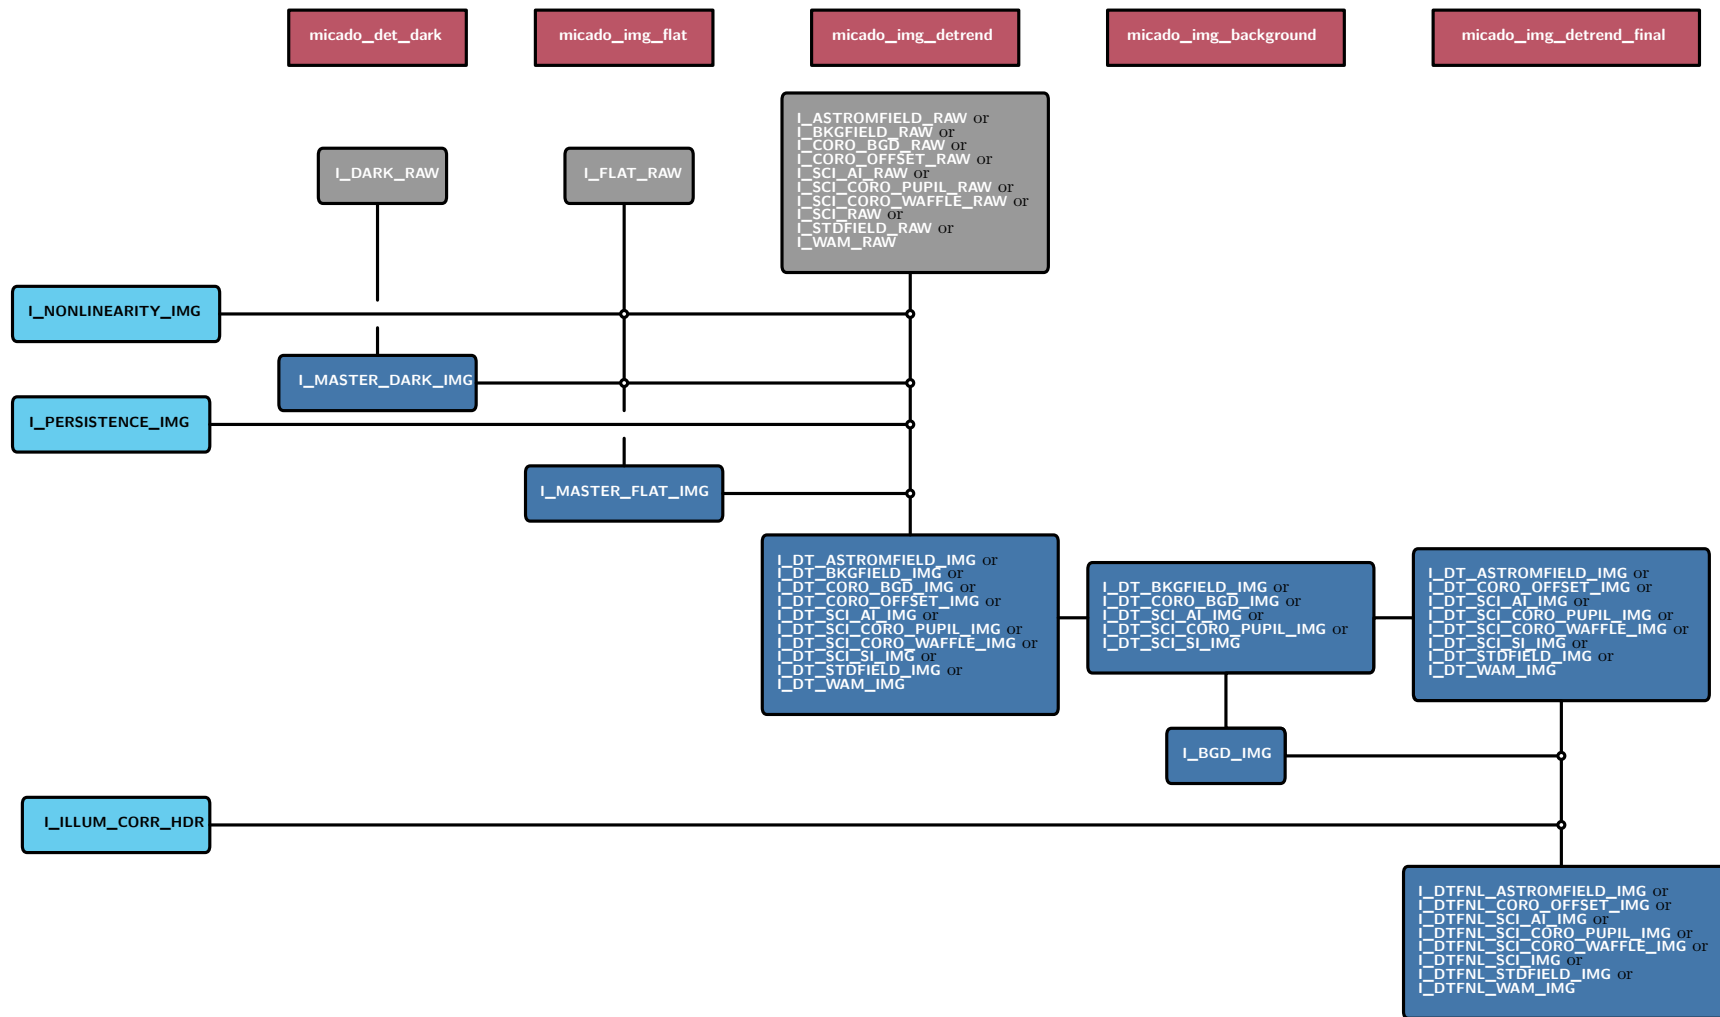 micado_det_dark
micado_img_flat
micado_img_detrend
micado_img_background
micado_img_detrend_final
I_ASTROMFIELD_RAW or
I_BKGFIELD_RAW or
I_CORO_BGD_RAW or
I_CORO_OFFSET_RAW or
I_SCI_AI_RAW or
I_SCI_CORO_PUPIL_RAW or
I_SCI_CORO_WAFFLE_RAW or
I_SCI_RAW or
I_STDFIELD_RAW or
I_WAM_RAW
I_DARK_RAW
I_FLAT_RAW
I_NONLINEARITY_IMG
I_MASTER_DARK_IMG
I_PERSISTENCE_IMG
I_MASTER_FLAT_IMG
I_DT_ASTROMFIELD_IMG or
I_DT_BKGFIELD_IMG or
I_DT_CORO_BGD_IMG or
I_DT_CORO_OFFSET_IMG or
I_DT_SCI_AI_IMG or
I_DT_SCI_CORO_PUPIL_IMG or
I_DT_SCI_CORO_WAFFLE_IMG or
I_DT_SCI_SI_IMG or
I_DT_STDFIELD_IMG or
I_DT_WAM_IMG
I_DT_BKGFIELD_IMG or
I_DT_CORO_BGD_IMG or
I_DT_SCI_AI_IMG or
I_DT_SCI_CORO_PUPIL_IMG or
I_DT_SCI_SI_IMG
I_DT_ASTROMFIELD_IMG or
I_DT_CORO_OFFSET_IMG or
I_DT_SCI_AI_IMG or
I_DT_SCI_CORO_PUPIL_IMG or
I_DT_SCI_CORO_WAFFLE_IMG or
I_DT_SCI_SI_IMG or
I_DT_STDFIELD_IMG or
I_DT_WAM_IMG
I_BGD_IMG
I_ILLUM_CORR_HDR
I_DTFNL_ASTROMFIELD_IMG or
I_DTFNL_CORO_OFFSET_IMG or
I_DTFNL_SCI_AI_IMG or
I_DTFNL_SCI_CORO_PUPIL_IMG or
I_DTFNL_SCI_CORO_WAFFLE_IMG or
I_DTFNL_SCI_IMG or
I_DTFNL_STDFIELD_IMG or
I_DTFNL_WAM_IMG